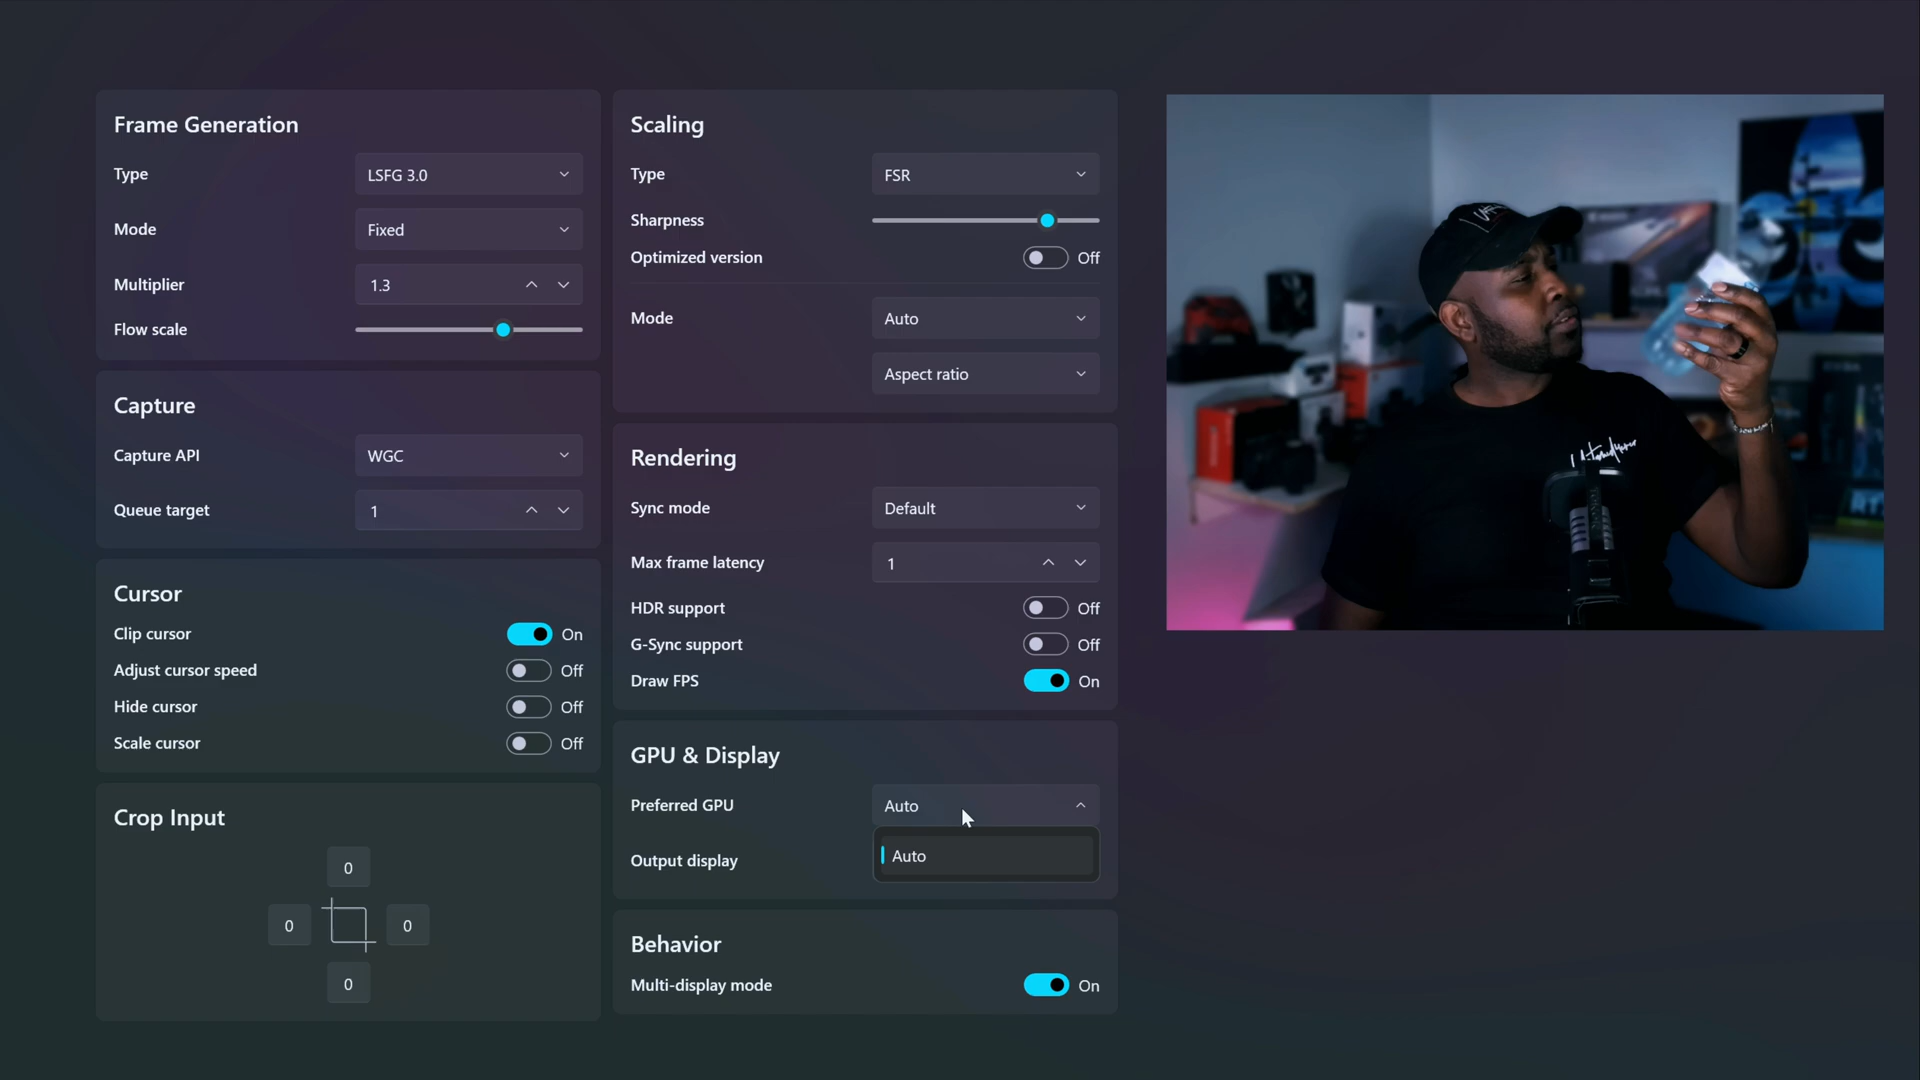 Frame Generation
Type
LSFG 3.0
Mode
Fixed
Multiplier
1.3
Flow scale
Capture
Capture API
WGC
Queue target
1
Cursor
Clip cursor
On
Adjust cursor speed
Off
Hide cursor
Off
Scale cursor
Off
Crop Input
0
0
0
0
Scaling
Type
FSR
Sharpness
Optimized version
Off
Mode
Auto
Aspect ratio
Rendering
Sync mode
Default
Max frame latency
1
HDR support
Off
G-Sync support
Off
Draw FPS
On
GPU & Display
Preferred GPU
Auto
Auto
Output display
Behavior
Multi-display mode
On